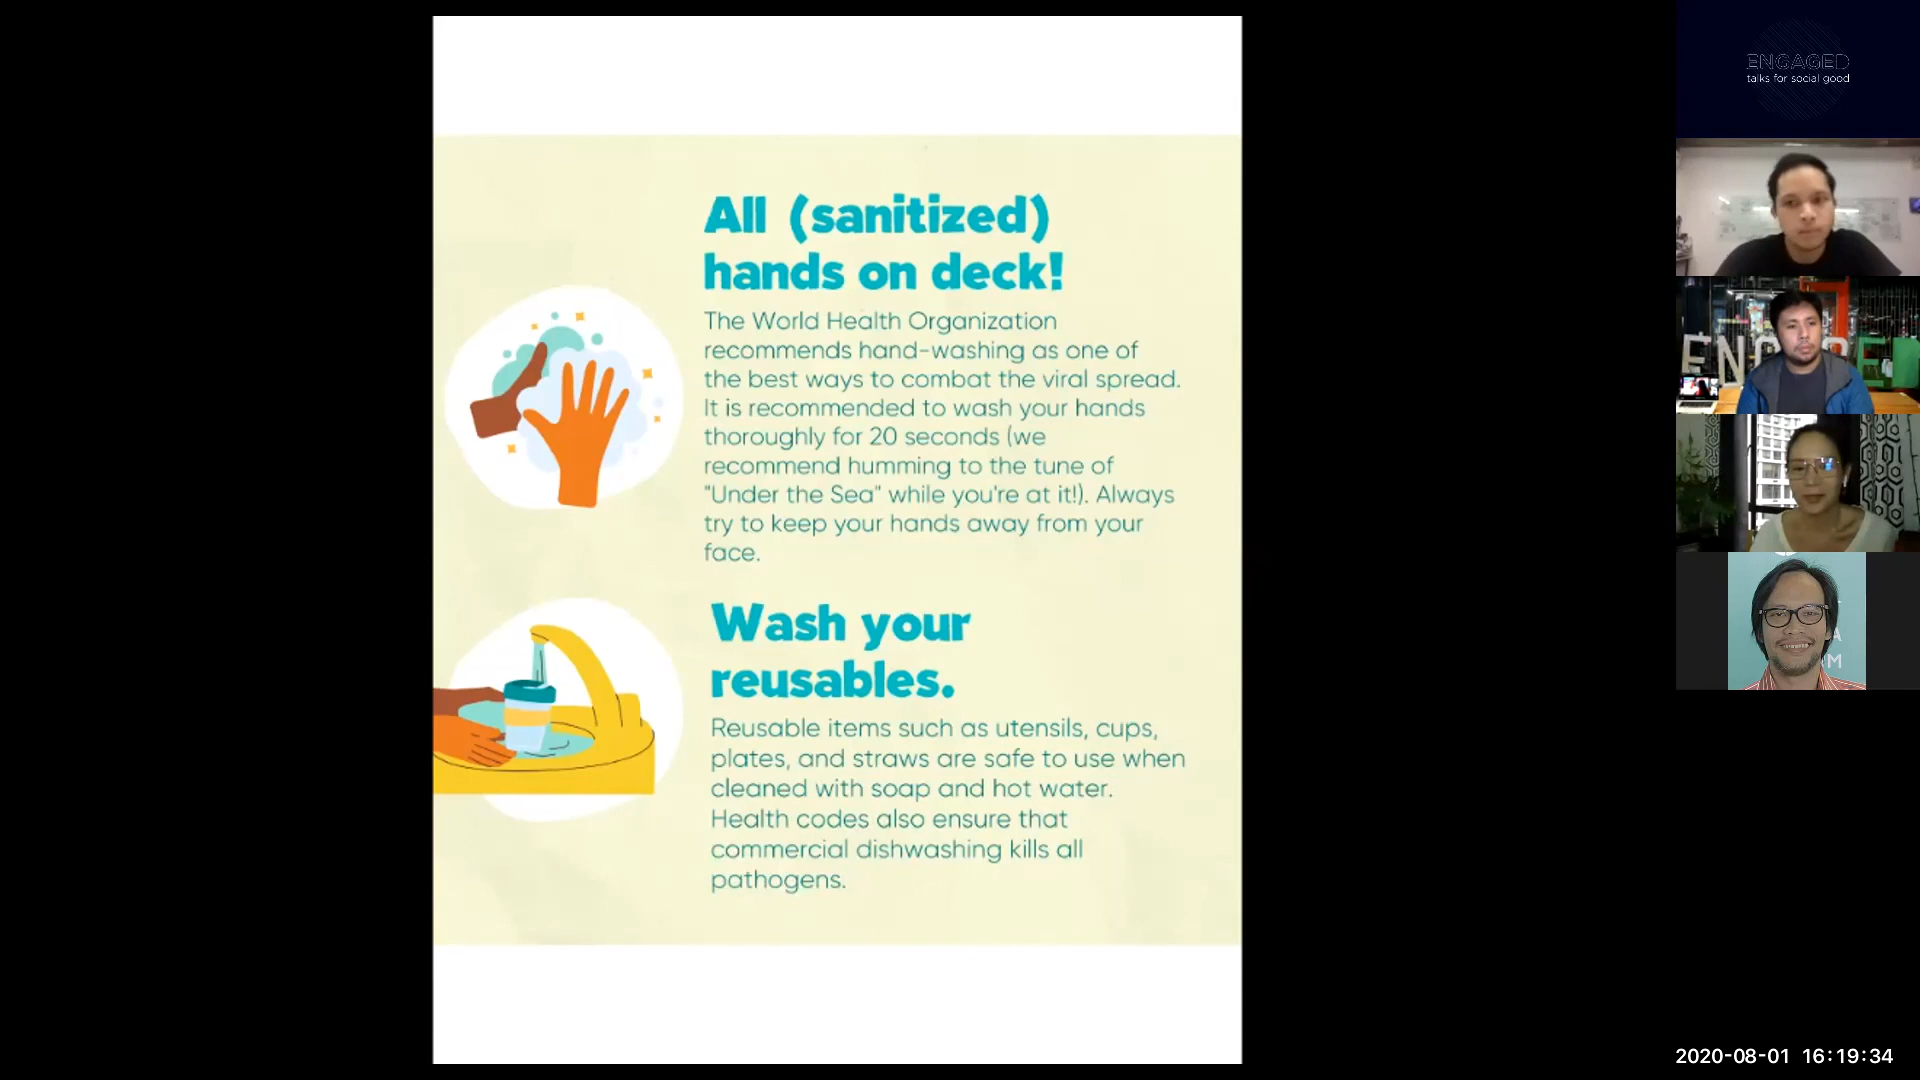 All (sanitized)
hands on deck!
The World Health Organization
recommends hand-washing as one of
the best ways to combat the viral spread.
It is recommended to wash your hands
thoroughly for 20 seconds (we
recommend humming to the tune of
"Under the Sea" while you're at it!). Always
try to keep your hands away from your
face.
Wash your
reusables.
Reusable items such as utensils, cups,
plates, and straws are safe to use when
cleaned with soap and hot water.
Health codes also ensure that
commercial dishwashing kills all
pathogens.
ENGAGED
talks for social good
2020-08-01 16:19:34